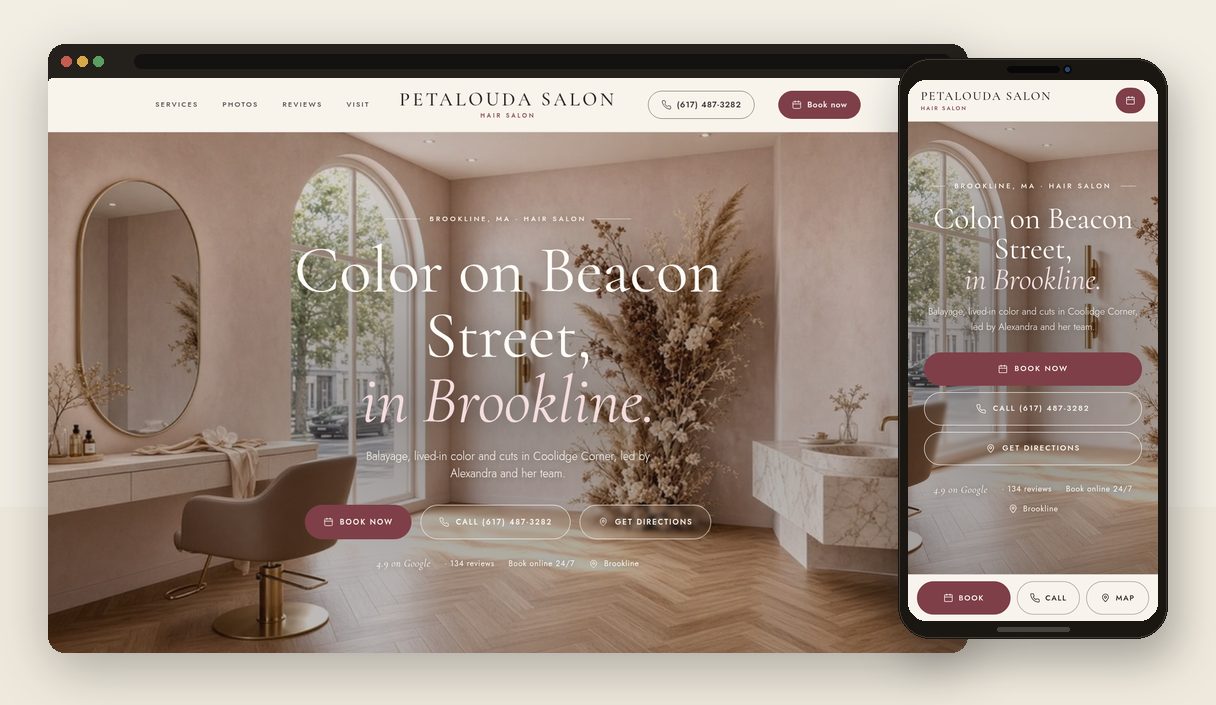 SERVICES PHOTOS REVIEWS VISIT
PETALOUDA SALON
HAIR SALON
(617) 487-3282
Book now
BROOKLINE, MA · HAIR SALON
Color on Beacon
Street,
in Brookline.
Balayage, lived-in color and cuts in Coolidge Corner, led by
Alexandra and her team.
BOOK NOW
CALL (617) 487-3282
GET DIRECTIONS
4.9 on Google · 134 reviews Book online 24/7 Brookline
PETALOUDA SALON
HAIR SALON
BROOKLINE, MA · HAIR SALON
Color on Beacon
Street,
in Brookline.
Balayage, lived-in color and cuts in Coolidge Corner,
led by Alexandra and her team.
BOOK NOW
CALL (617) 487-3282
GET DIRECTIONS
4.9 on Google · 134 reviews Book online 24/7
Brookline
BOOK
CALL
MAP